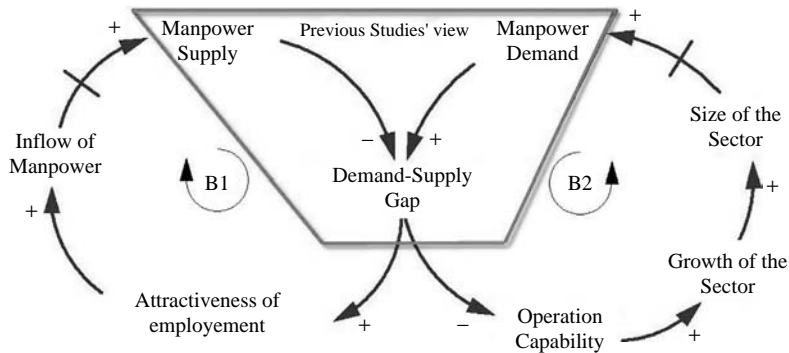 + Manpower Supply Previous Studies' view Manpower Demand +
Inflow of Manpower
− +
Size of the Sector
B1
Demand-Supply Gap
B2
+
+
Growth of the Sector
Attractiveness of employement
+
−
Operation Capability
+